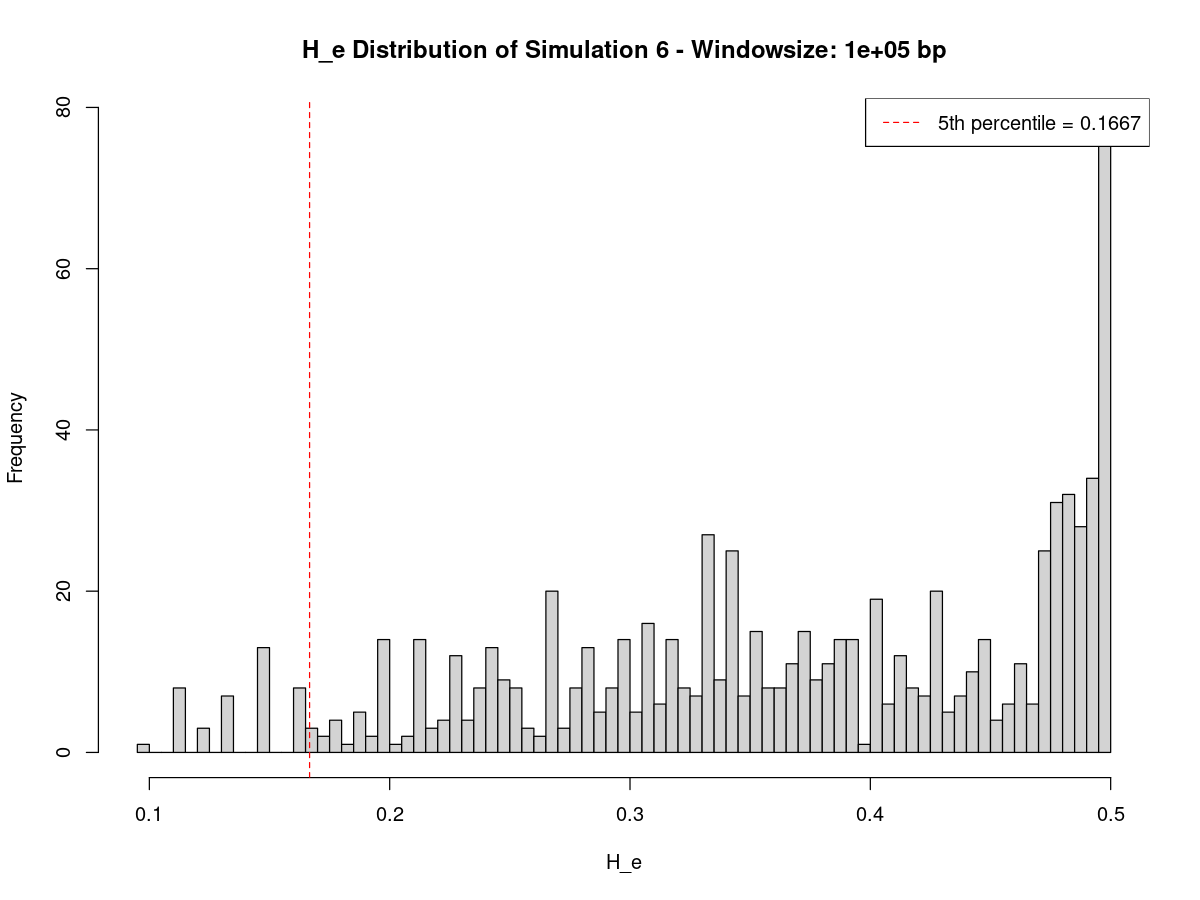 H_e Distribution of Simulation 6 - Windowsize: 1e+05 bp
5th percentile = 0.1667
80
60
40
20
0
Frequency
0.1 0.2 0.3 0.4 0.5
H_e